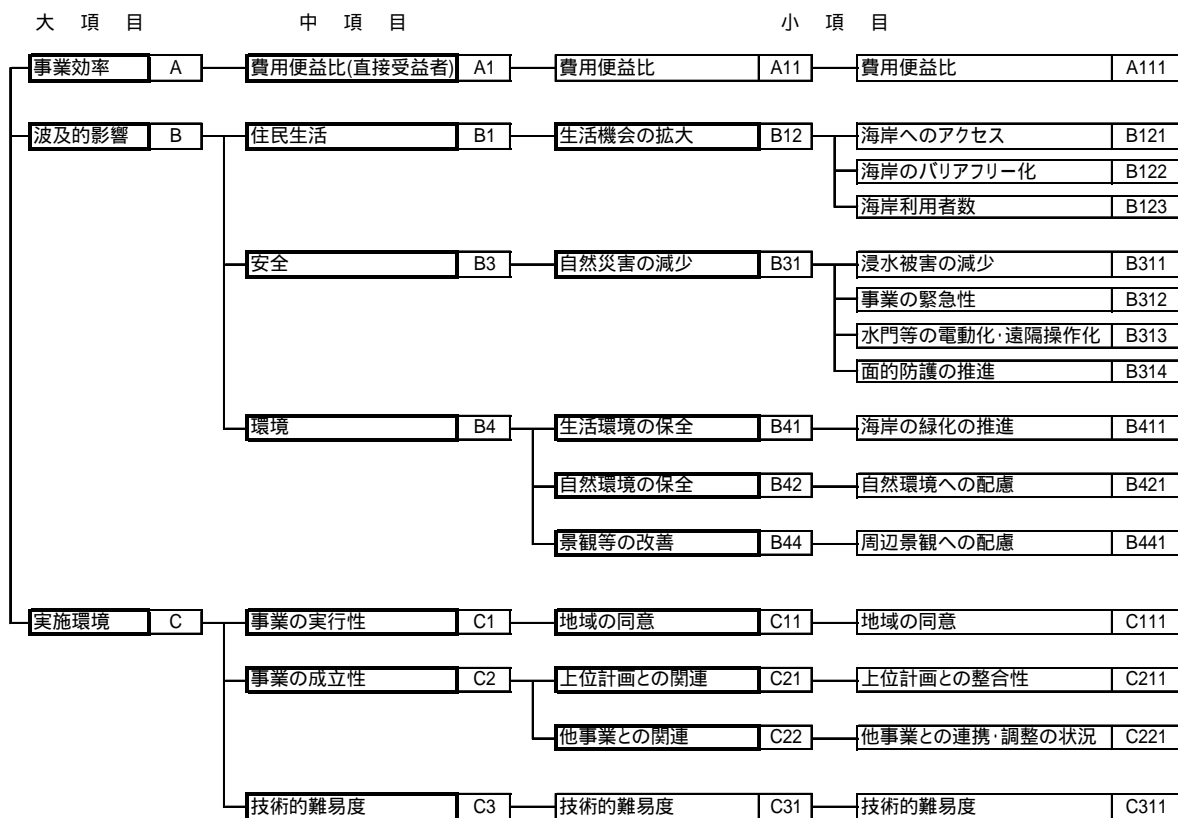 大項目 中項目 小項目
事業効率 A 費用便益比(直接受益者) A1 費用便益比 A11 費用便益比 A111
波及的影響 B 住民生活 B1 生活機会の拡大 B12 海岸へのアクセス B121
海岸のバリアフリー化 B122
海岸利用者数 B123
安全 B3 自然災害の減少 B31 浸水被害の減少 B311
事業の緊急性 B312
水門等の電動化・遠隔操作化 B313
面的防護の推進 B314
環境 B4 生活環境の保全 B41 海岸の緑化の推進 B411
自然環境の保全 B42 自然環境への配慮 B421
景観等の改善 B44 周辺景観への配慮 B441
実施環境 C 事業の実行性 C1 地域の同意 C11 地域の同意 C111
事業の成立性 C2 上位計画との関連 C21 上位計画との整合性 C211
他事業との関連 C22 他事業との連携・調整の状況 C221
技術的難易度 C3 技術的難易度 C31 技術的難易度 C311